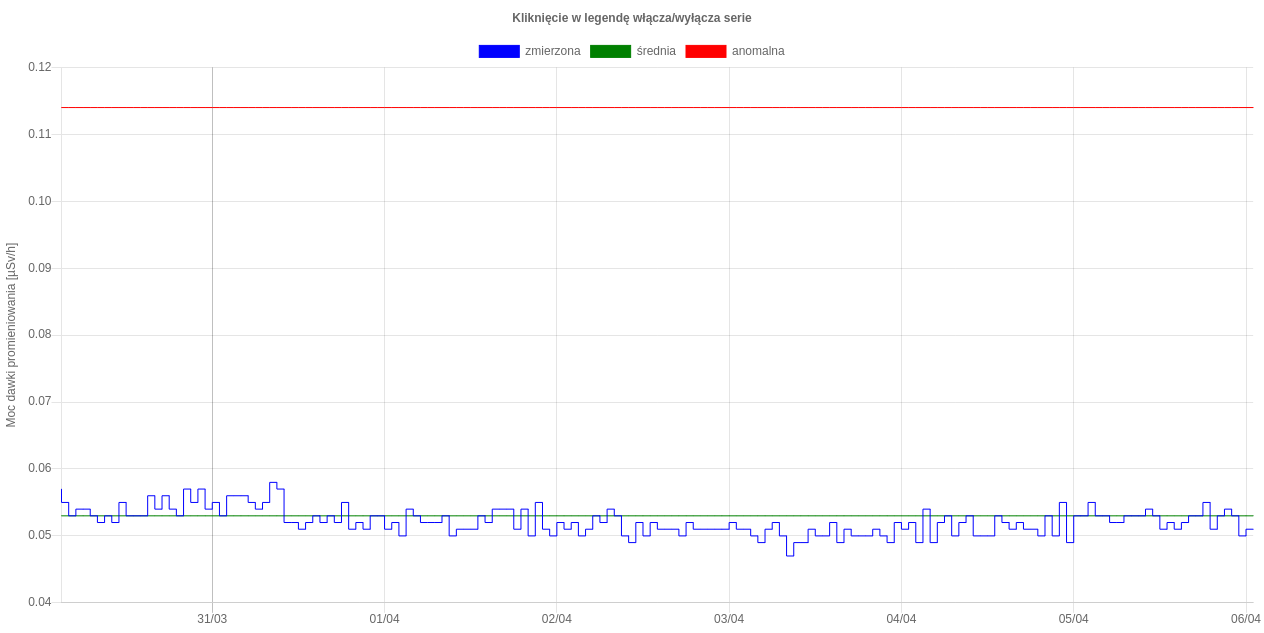 Kliknięcie w legendę włącza/wyłącza serie
zmierzona średnia anomalna
Moc dawki promieniowania [µSv/h]
0.12
0.11
0.10
0.09
0.08
0.07
0.06
0.05
0.04
31/03 01/04 02/04 03/04 04/04 05/04 06/04